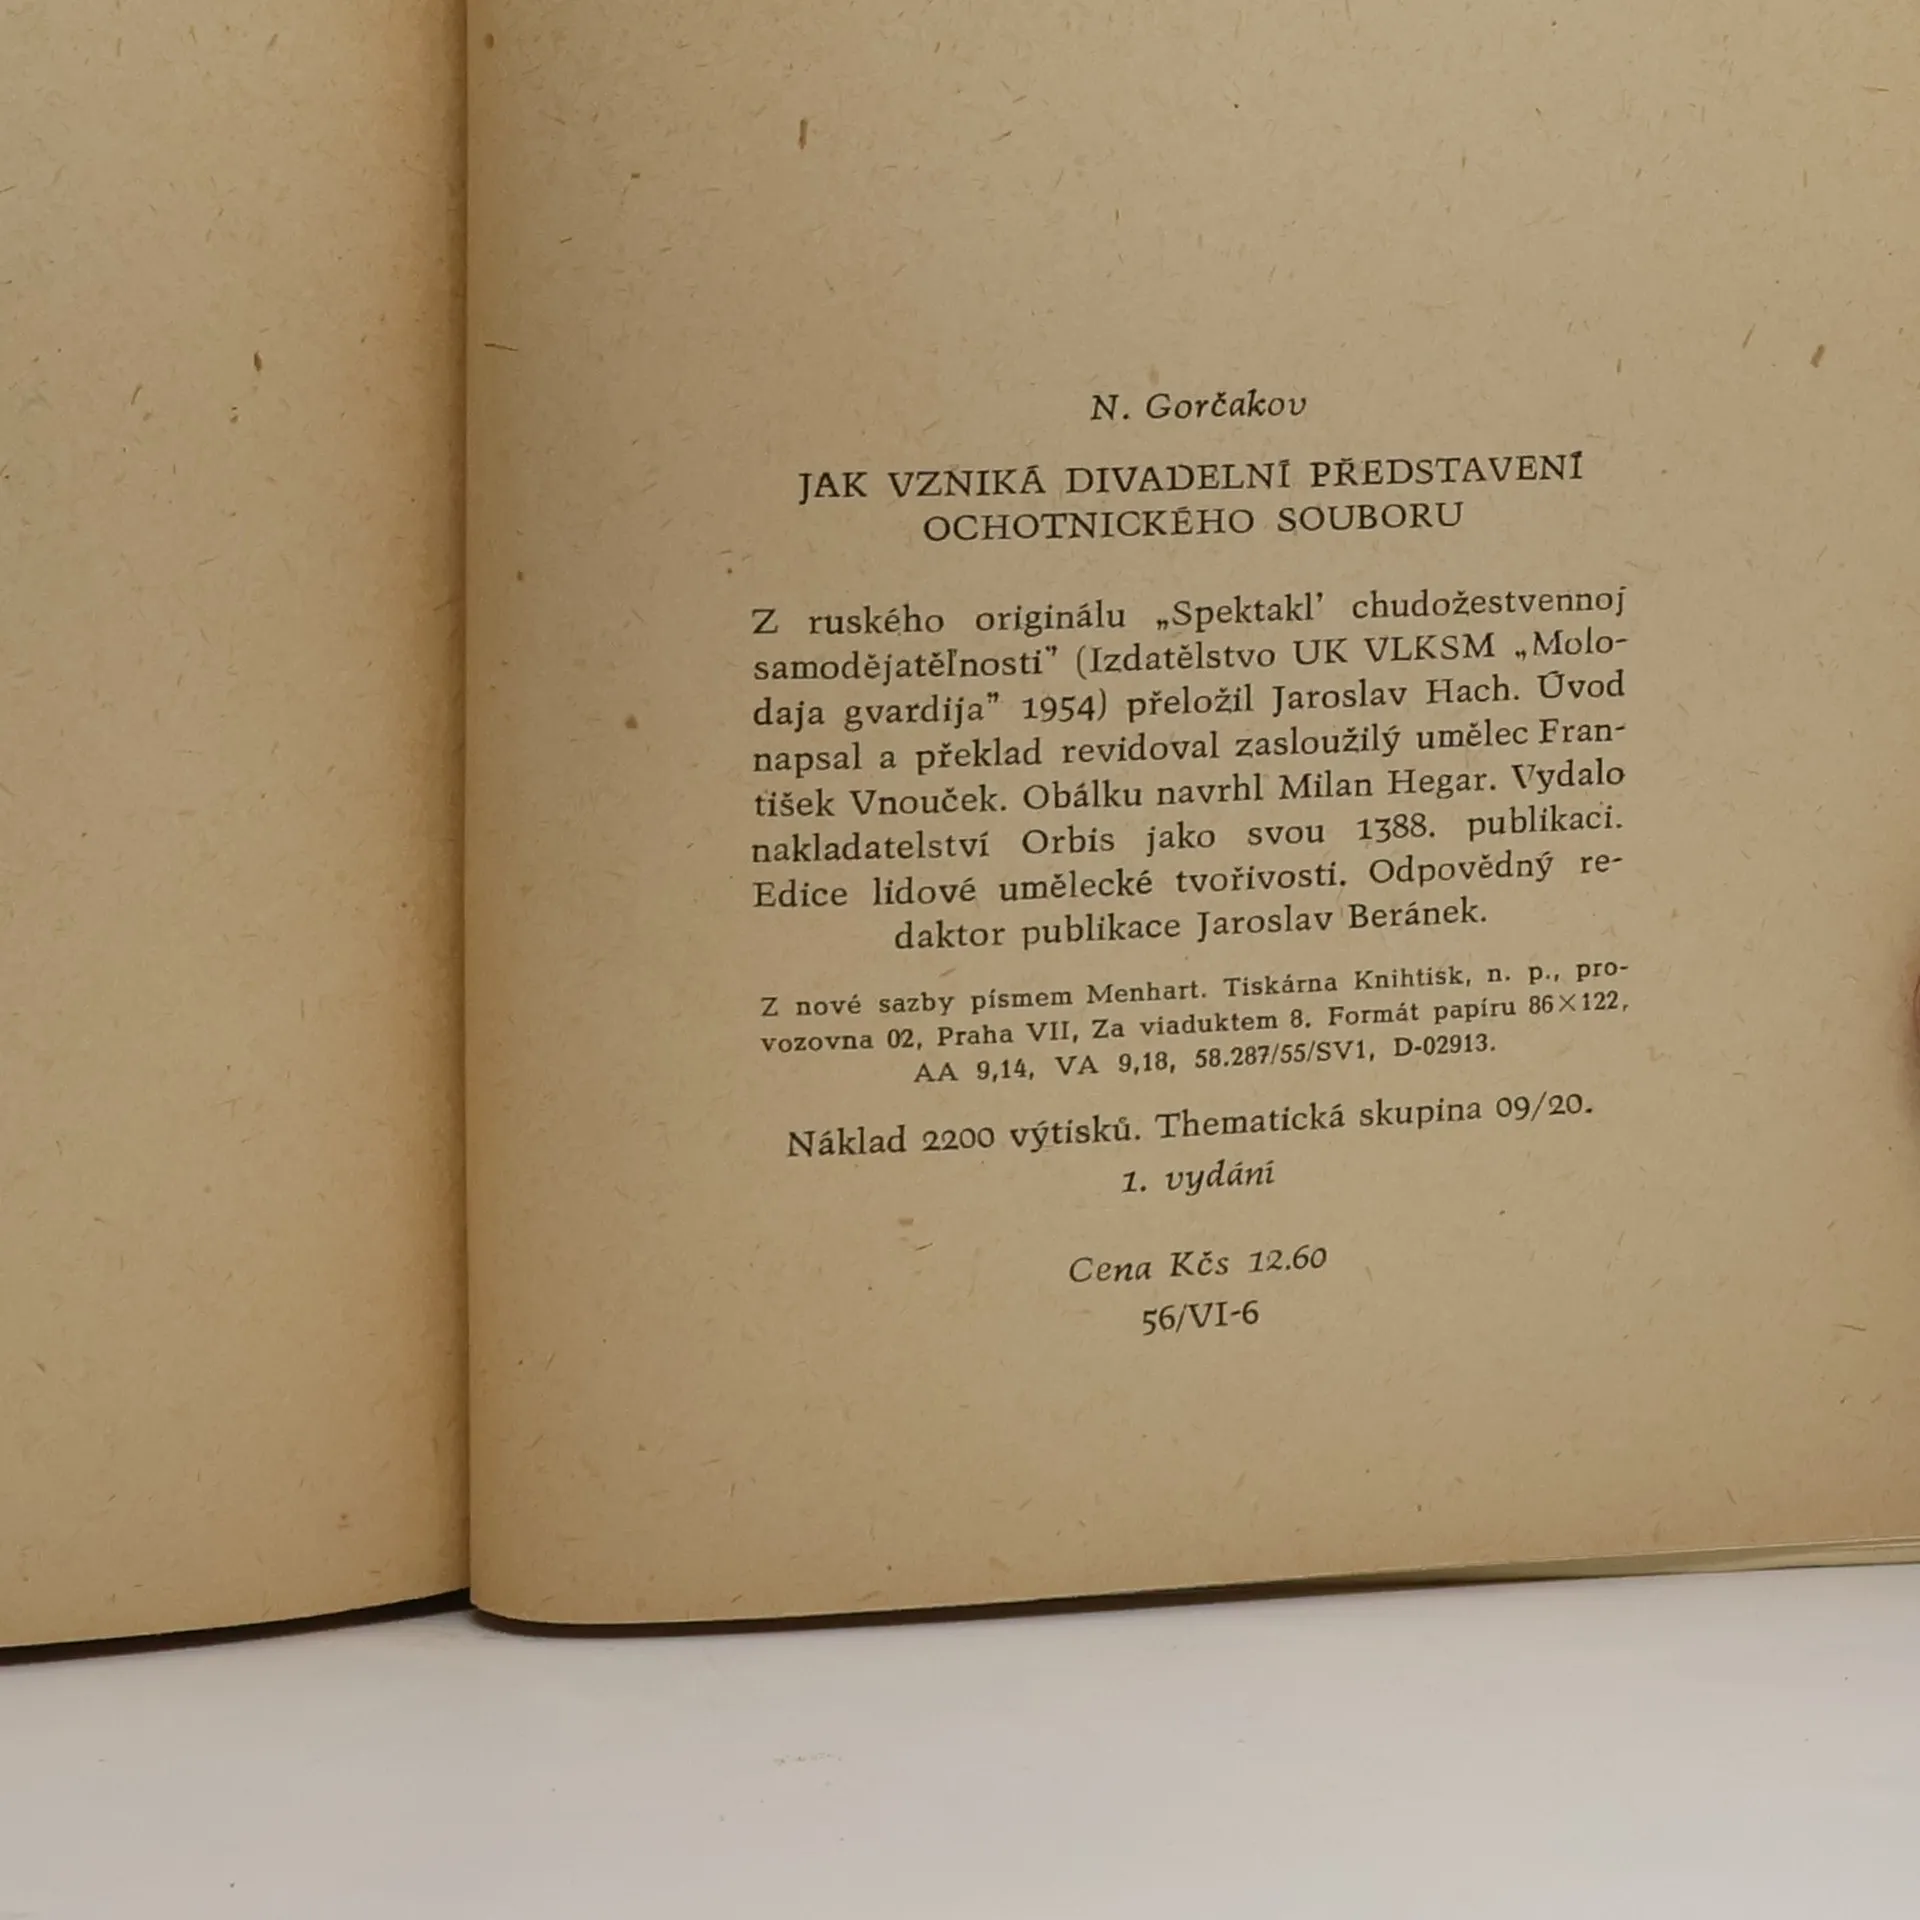 N. Gorčakov
JAK VZNIKÁ DIVADELNÍ PŘEDSTAVENÍ
OCHOTNICKÉHO SOUBORU
Z ruského originálu „Spektakl’ chudožestvennoj
samodějatěľnosti” (Izdatělstvo UK VLKSM „Molo-
daja gvardija” 1954) přeložil Jaroslav Hach. Úvod
napsal a překlad revidoval zasloužilý umělec Fran-
tišek Vnouček. Obálku navrhl Milan Hegar. Vydalo
nakladatelství Orbis jako svou 1388. publikaci.
Edice lidové umělecké tvořivosti. Odpovědný re-
daktor publikace Jaroslav Beránek.
Z nové sazby písmem Menhart. Tiskárna Knihtisk, n. p., pro-
vozovna 02, Praha VII, Za viaduktem 8. Formát papíru 86×122,
AA 9,14, VA 9,18, 58.287/55/SV1, D-02913.
Náklad 2200 výtisků. Thematická skupina 09/20.
1. vydání
Cena Kčs 12.60
56/VI-6